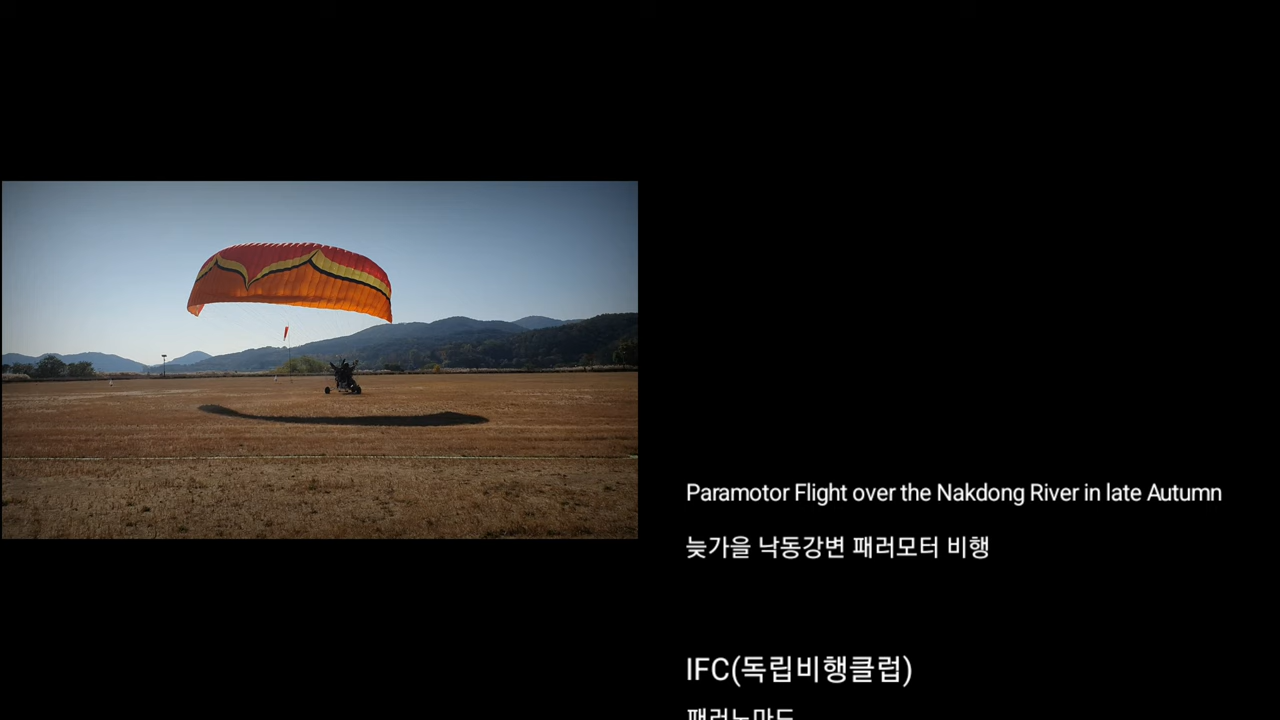 Paramotor Flight over the Nakdong River in late Autumn
늦가을 낙동강변 패러모터 비행
IFC(독립비행클럽)